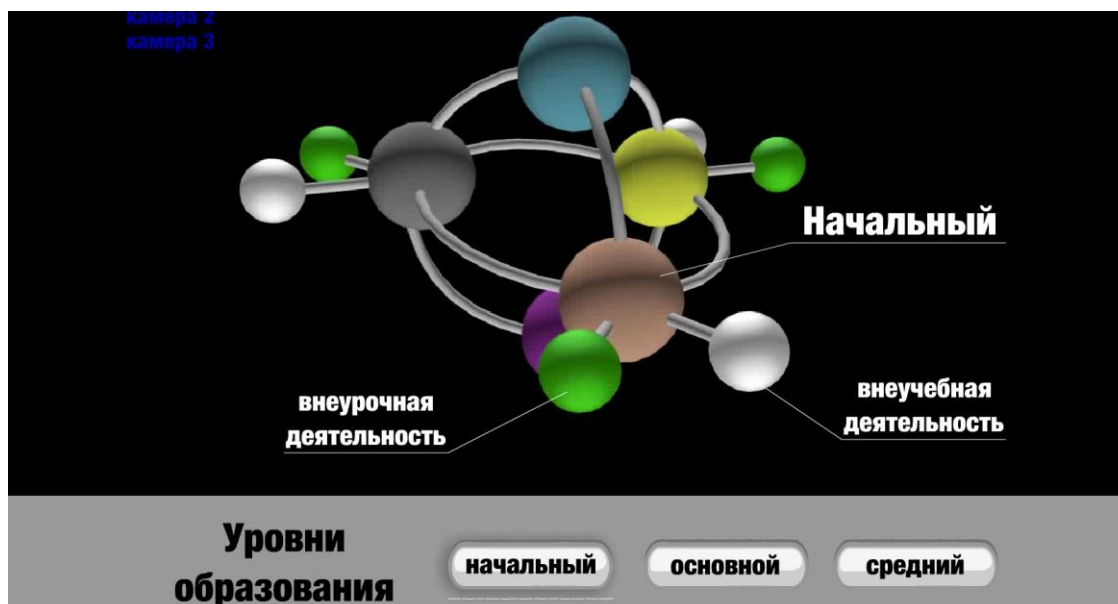 камера 2
камера 3
Начальный
внеурочная
деятельность
внеучебная
деятельность
Уровни
образования
начальный
основной
средний